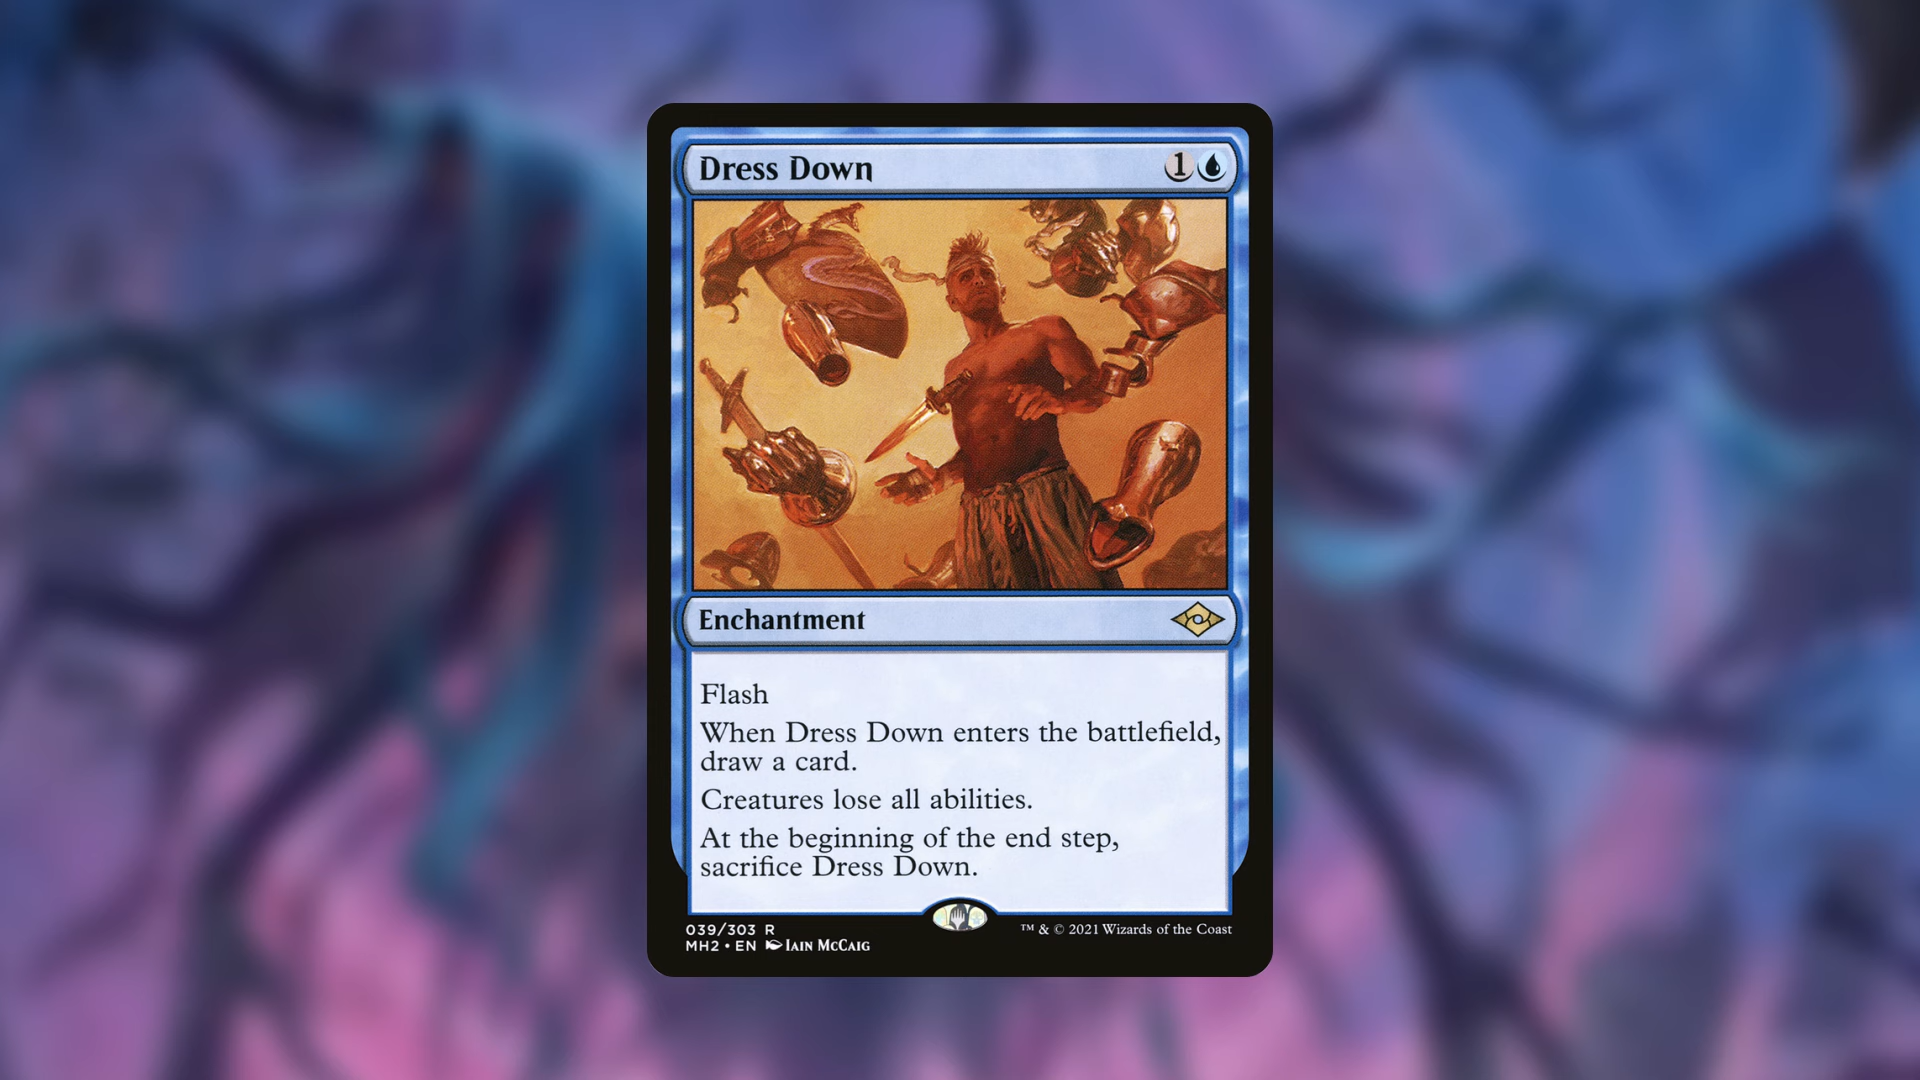 Dress Down 1
Enchantment
Flash
When Dress Down enters the battlefield,
draw a card.
Creatures lose all abilities.
At the beginning of the end step,
sacrifice Dress Down.
039/303 R
MH2 • EN Iain McCaig
™ & © 2021 Wizards of the Coast